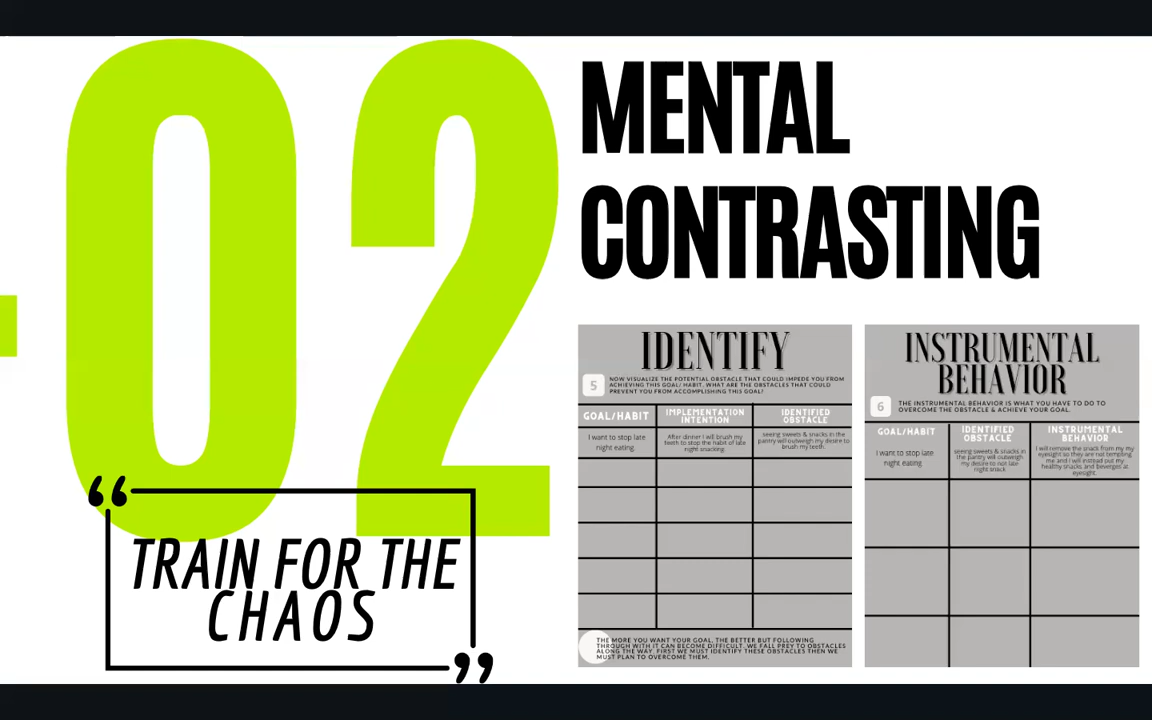 02
MENTAL
CONTRASTING
“TRAIN FOR THE
CHAOS”
IDENTIFY
5
NOW VISUALIZE THE POTENTIAL OBSTACLE THAT COULD IMPEDE YOU FROM
ACHIEVING THIS GOAL/ HABIT. WHAT ARE THE OBSTACLES THAT COULD
PREVENT YOU FROM ACCOMPLISHING THIS GOAL?
GOAL/HABIT
IMPLEMENTATION
INTENTION
IDENTIFIED
OBSTACLE
I want to stop late
night eating.
After dinner I will brush my
teeth to stop the habit of late
night snacking.
seeing sweets & snacks in the
pantry will outweigh my desire to
brush my teeth.
THE MORE YOU WANT YOUR GOAL, THE BETTER BUT FOLLOWING
THROUGH WITH IT CAN BECOME DIFFICULT. WE FALL PREY TO OBSTACLES
ALONG THE WAY. FIRST WE MUST IDENTIFY THESE OBSTACLES THEN WE
MUST PLAN TO OVERCOME THEM.
INSTRUMENTAL
BEHAVIOR
6
THE INSTRUMENTAL BEHAVIOR IS WHAT YOU HAVE TO DO TO
OVERCOME THE OBSTACLE & ACHIEVE YOUR GOAL.
GOAL/HABIT
IDENTIFIED
OBSTACLE
INSTRUMENTAL
BEHAVIOR
I want to stop late
night eating
seeing sweets & snacks in
the pantry will outweigh
my desire to not late
night snack
I will remove the snack from my my
eyesight so they are not tempting
me and I will instead out my
healthy snacks and beverges at
eyesight.